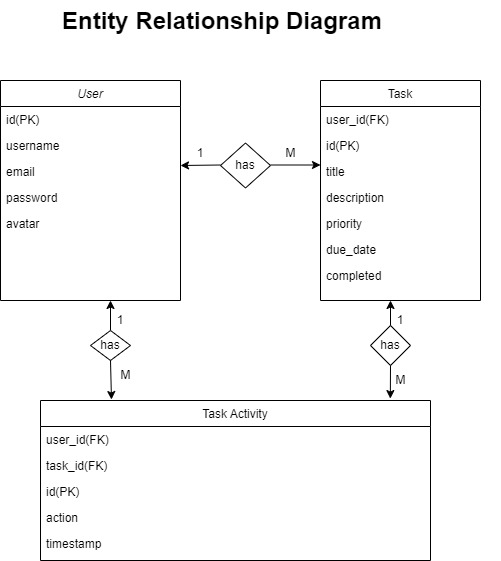 Entity Relationship Diagram
User
id(PK)
username
email
password
avatar
1
has
M
Task
user_id(FK)
id(PK)
title
description
priority
due_date
completed
1
has
M
1
has
M
Task Activity
user_id(FK)
task_id(FK)
id(PK)
action
timestamp